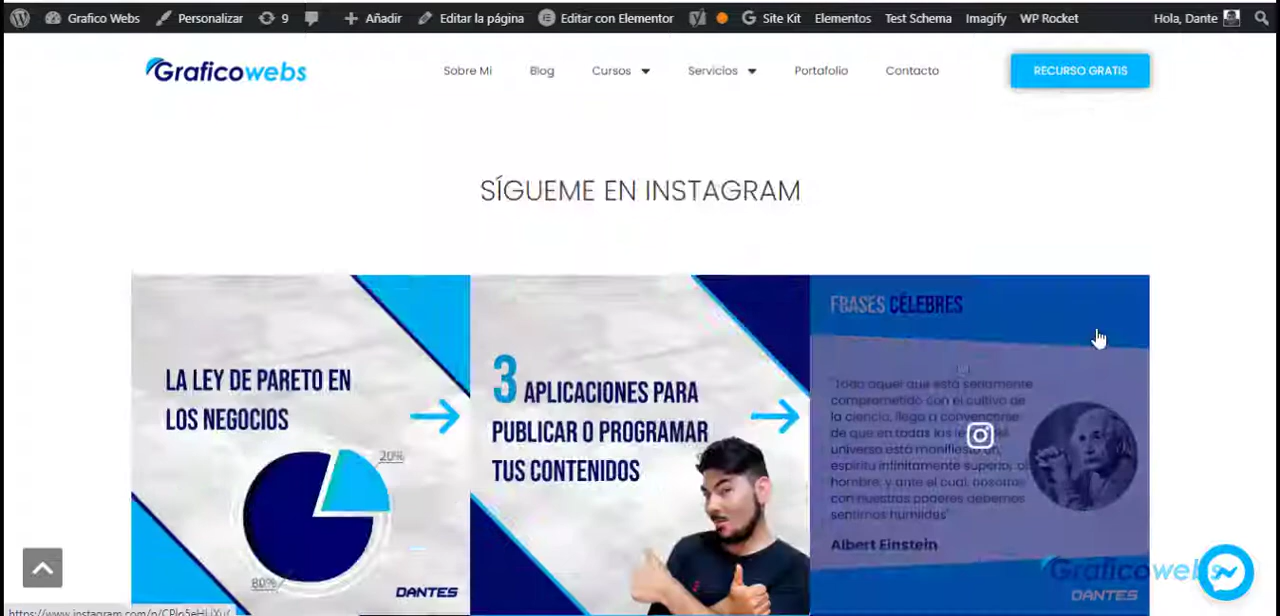 Grafico Webs Personalizar 9 Añadir Editar la página Editar con Elementor Site Kit Elementos Test Schema Imagify WP Rocket Hola, Dante
Graficowebs Sobre Mi Blog Cursos Servicios Portafolio Contacto RECURSO GRATIS
SÍGUEME EN INSTAGRAM
LA LEY DE PARETO EN
LOS NEGOCIOS
20%
80%
DANTES
3 APLICACIONES PARA
PUBLICAR O PROGRAMAR
TUS CONTENIDOS
FRASES CÉLEBRES
"Todo aquel que está seriamente
comprometido con el cultivo de
la ciencia, llega a convencerse
de que en todas las leyes del
universo está manifiesto un
espíritu infinitamente superior al
hombre, y ante el cual, nosotros
con nuestros poderes debemos
sentirnos humildes"
Albert Einstein
Graficowebs
DANTES